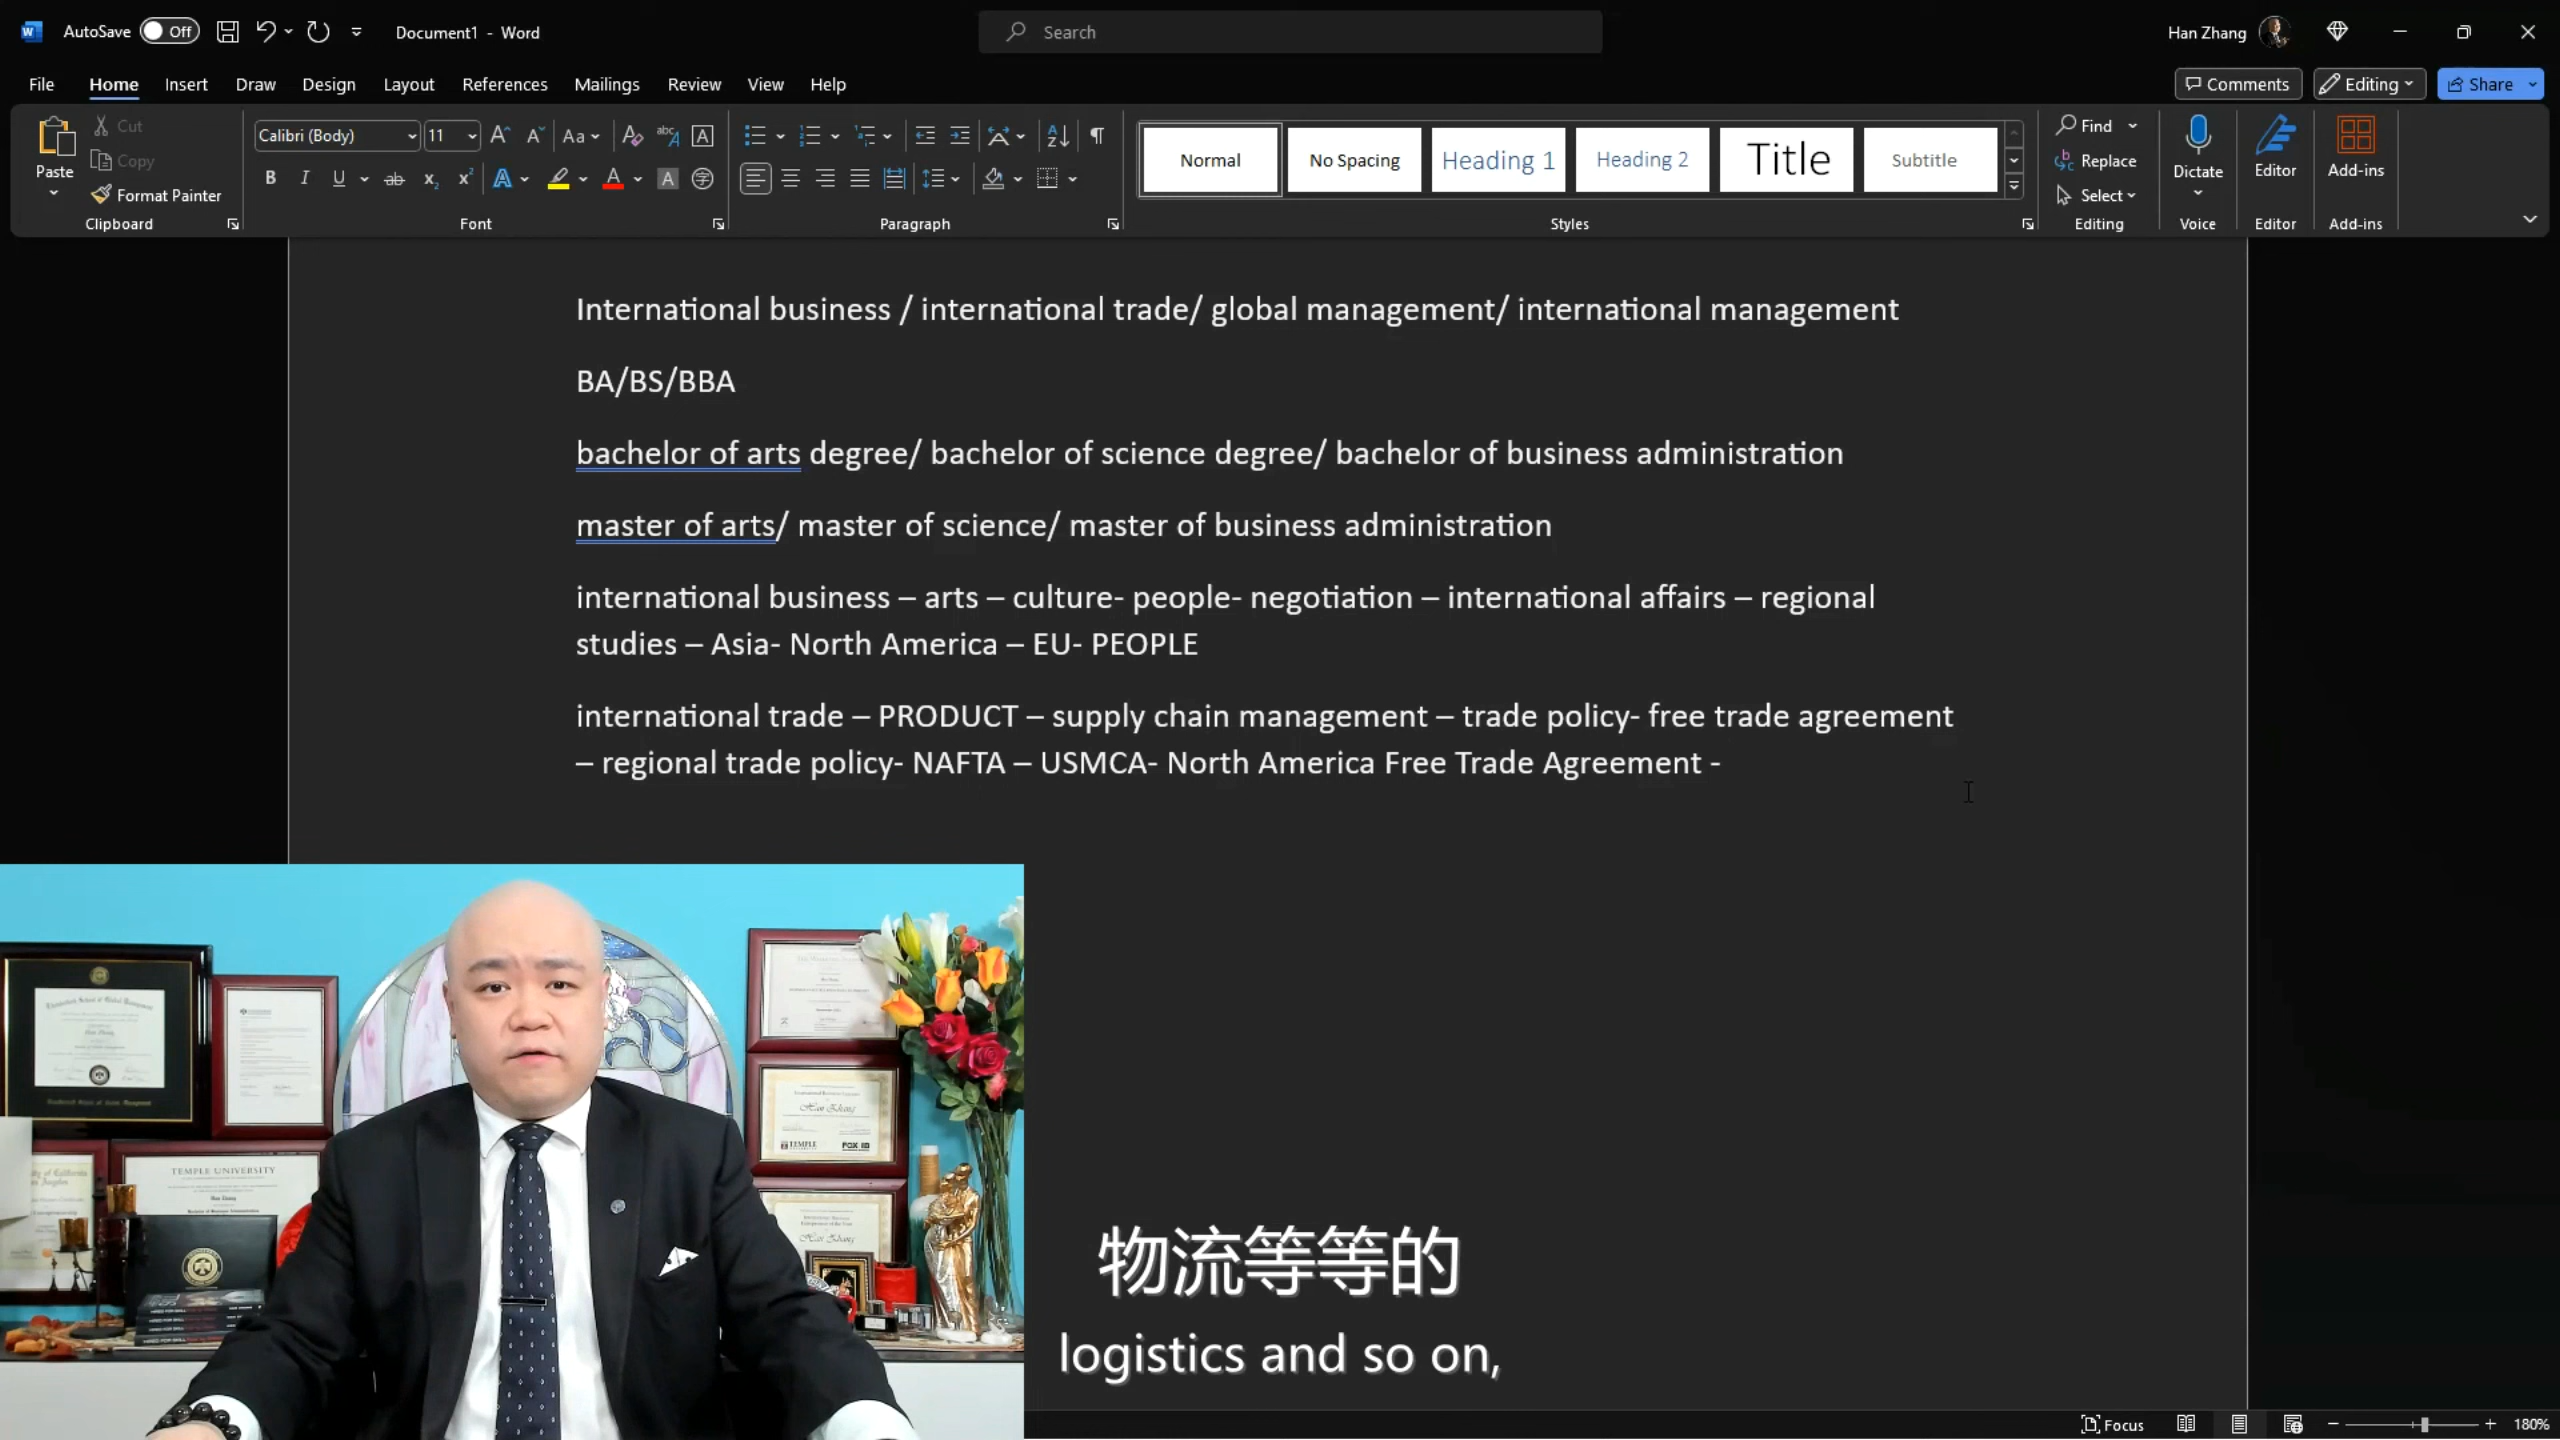 AutoSave Off Document1 - Word Search Han Zhang
File Home Insert Draw Design Layout References Mailings Review View Help Comments Editing Share
Paste Cut Copy Format Painter Clipboard
Calibri (Body) 11 Font
Paragraph
Normal No Spacing Heading 1 Heading 2 Title Subtitle Styles
Find Replace Select Editing
Dictate Voice
Editor Editor
Add-ins Add-ins
International business / international trade/ global management/ international management
BA/BS/BBA
bachelor of arts degree/ bachelor of science degree/ bachelor of business administration
master of arts/ master of science/ master of business administration
international business – arts – culture- people- negotiation – international affairs – regional
studies – Asia- North America – EU- PEOPLE
international trade – PRODUCT – supply chain management – trade policy- free trade agreement
– regional trade policy- NAFTA – USMCA- North America Free Trade Agreement -
TEMPLE UNIVERSITY
Han Zhang
TEMPLE
Han Zhang
物流等等的
logistics and so on,
Focus 180%